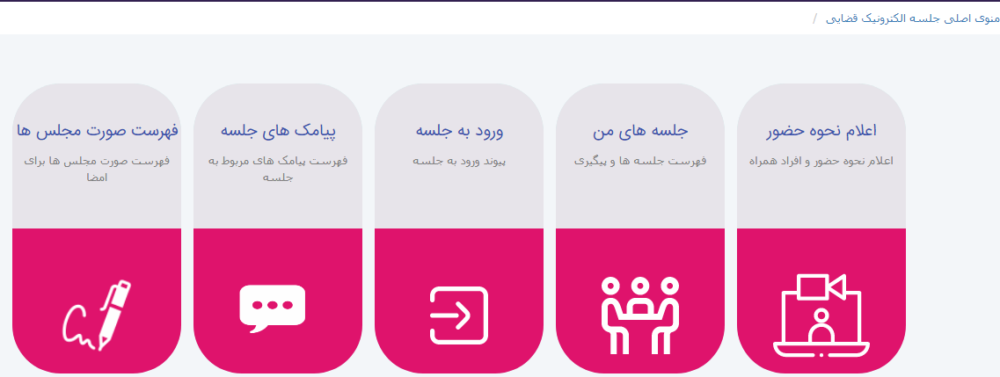 منوی اصلی جلسه الکترونیک قضایی /
اعلام نحوه حضور
اعلام نحوه حضور و افراد همراه
جلسه های من
فهرست جلسه ها و پیگیری
ورود به جلسه
پیوند ورود به جلسه
پیامک های جلسه
فهرست پیامک های مربوط به
جلسه
فهرست صورت مجلس ها
فهرست صورت مجلس ها برای
امضا